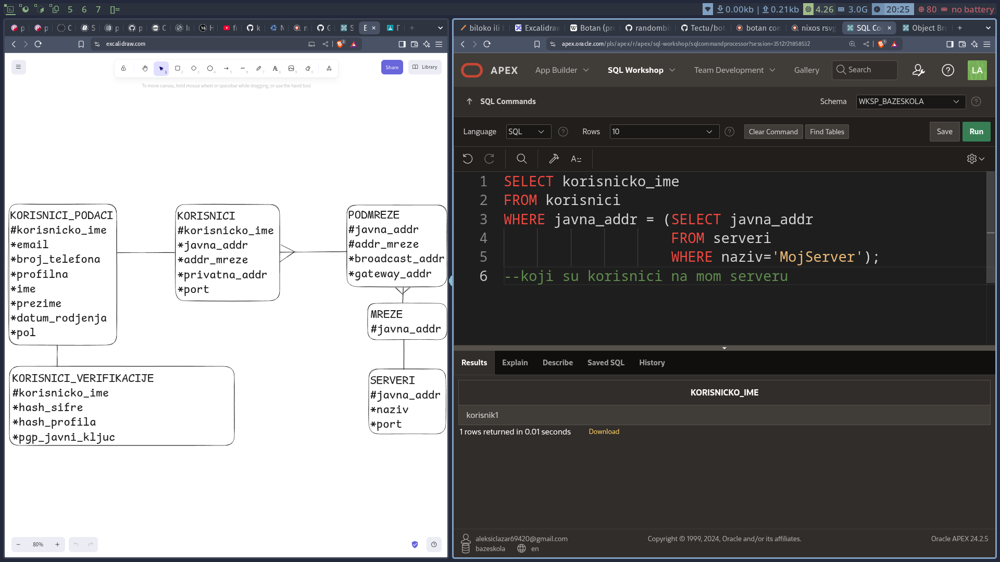 5 6 7 []=
0.00kb | 0.21kb 4.26 3.0G 20:25 80 no battery
excalidraw.com
Share
Library
To move canvas, hold mouse wheel or spacebar while dragging, or use the hand tool
KORISNICI_PODACI
#korisnicko_ime
*email
*broj_telefona
*profilna
*ime
*prezime
*datum_rodjenja
*pol
KORISNICI
#korisnicko_ime
*javna_addr
*addr_mreze
*privatna_addr
*port
PODMREZE
#javna_addr
#addr_mreze
*broadcast_addr
*gateway_addr
MREZE
#javna_addr
KORISNICI_VERIFIKACIJE
#korisnicko_ime
*hash_sifre
*hash_profila
*pgp_javni_kljuc
SERVERI
#javna_addr
*naziv
*port
80%
biloko ili Excalidraw Botan (pro randombi Tectu/bot botan con nixos rsvg SQL Co Object Bro
apex.oracle.com/pls/apex/r/apex/sql-workshop/sqlcommandprocessor?session=3512721858532
APEX App Builder SQL Workshop Team Development Gallery Search LA
SQL Commands Schema WKSP_BAZESKOLA
Language SQL Rows 10 Clear Command Find Tables Save Run
1 SELECT korisnicko_ime
2 FROM korisnici
3 WHERE javna_addr = (SELECT javna_addr
4 FROM serveri
5 WHERE naziv='MojServer');
6 --koji su korisnici na mom serveru
Results Explain Describe Saved SQL History
KORISNICKO_IME
korisnik1
1 rows returned in 0.01 seconds Download
aleksiclazar69420@gmail.com
bazeskola en
Copyright © 1999, 2024, Oracle and/or its affiliates.
Oracle APEX 24.2.5